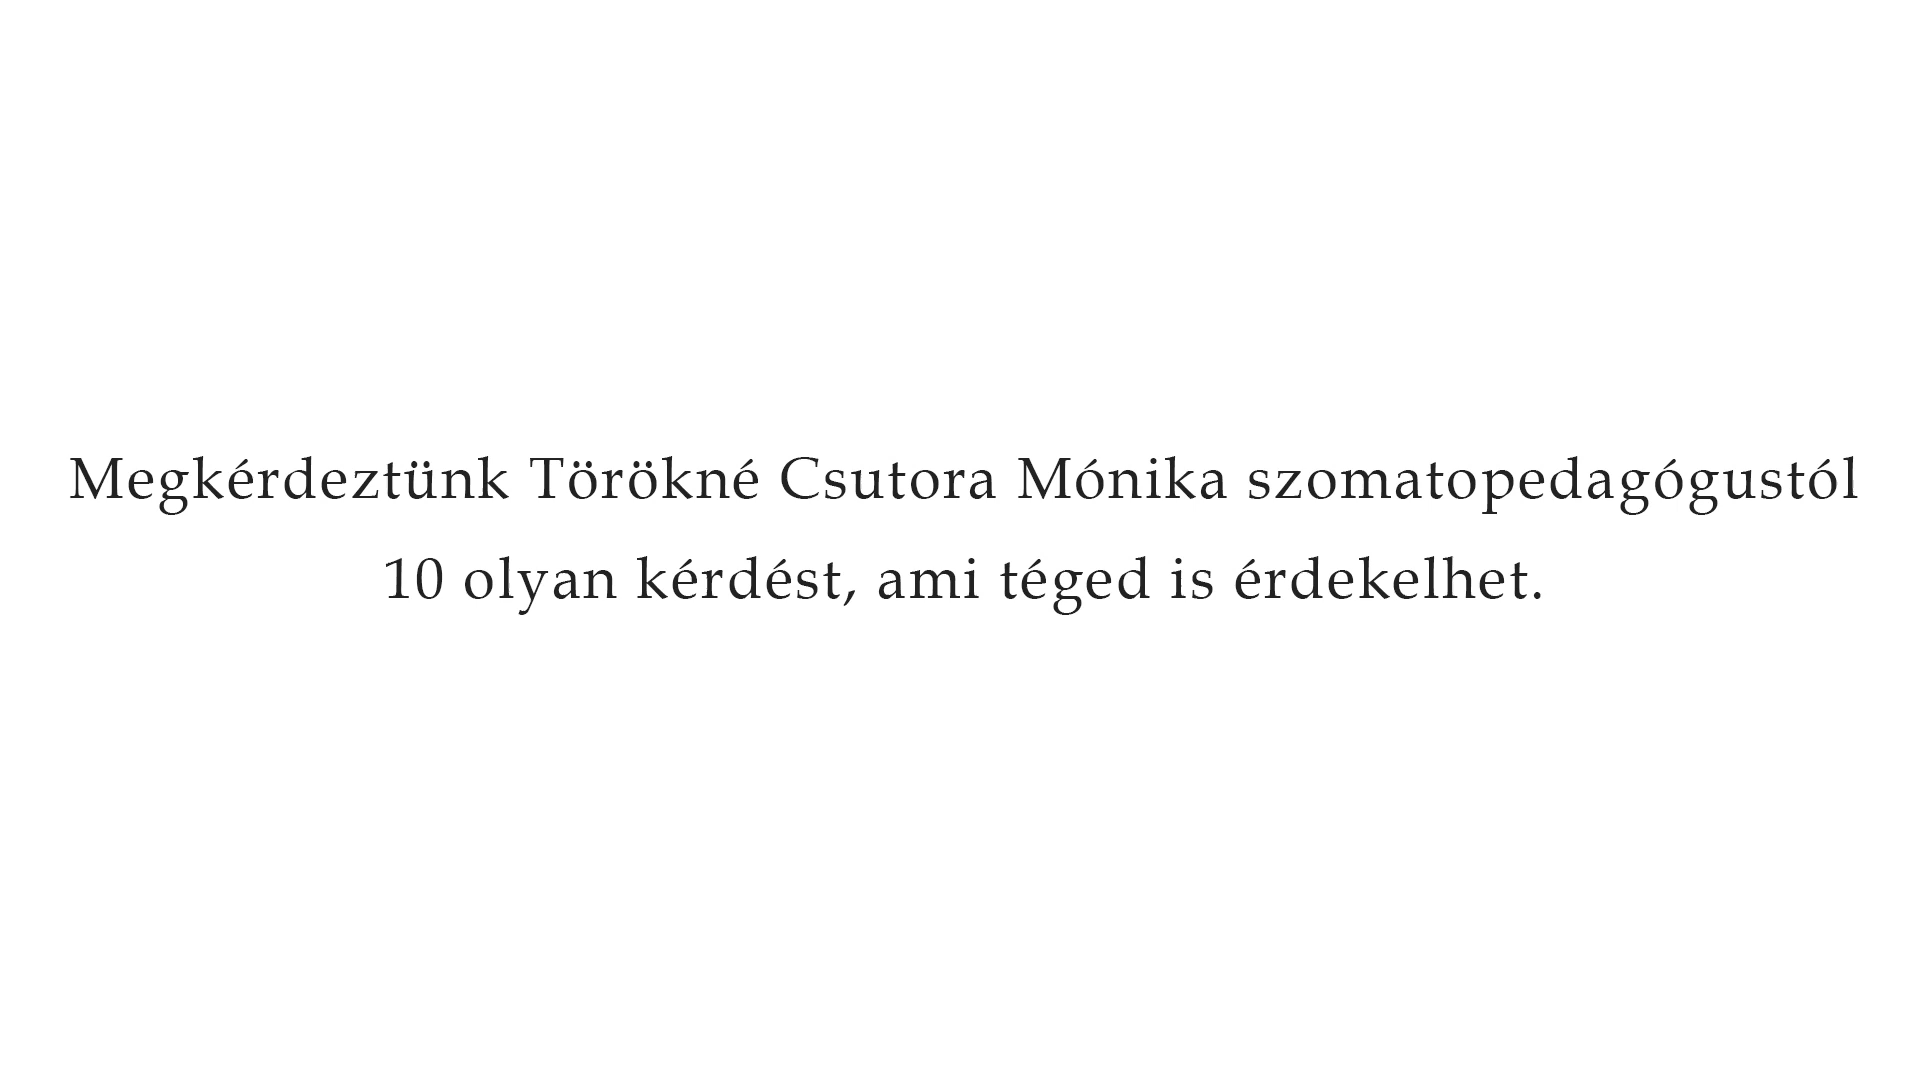 Megkérdeztünk Törökné Csutora Mónika szomatopedagógustól
10 olyan kérdést, ami téged is érdekelhet.